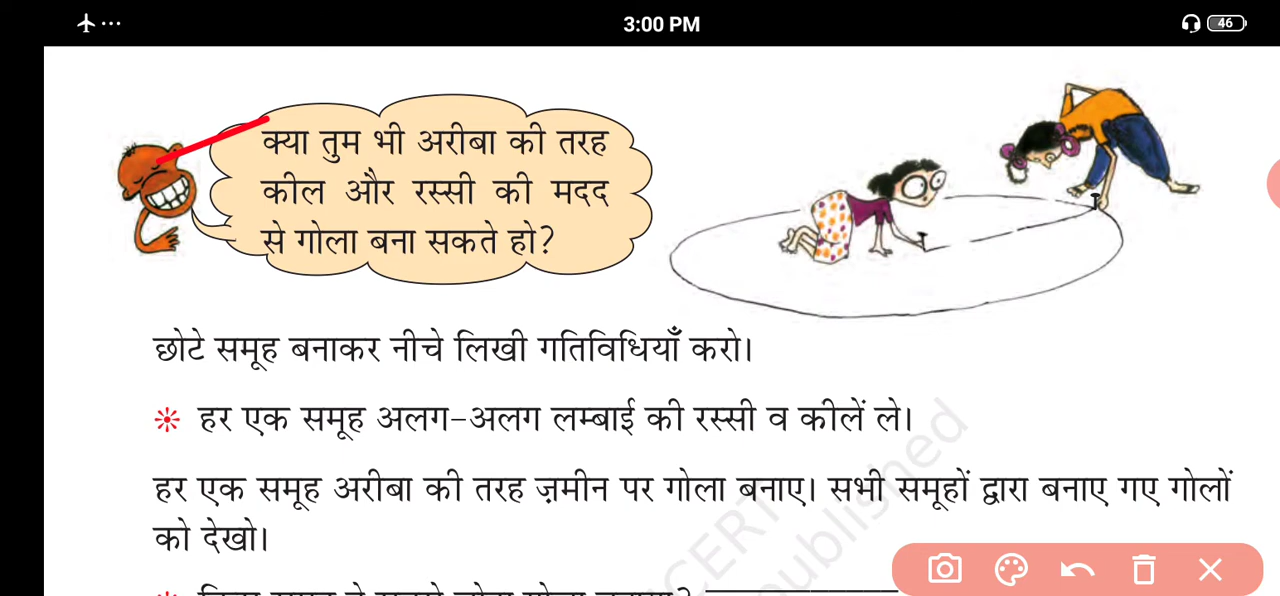 3:00 PM
46
क्या तुम भी अरीबा की तरह
कील और रस्सी की मदद
से गोला बना सकते हो?
छोटे समूह बनाकर नीचे लिखी गतिविधियाँ करो।
हर एक समूह अलग-अलग लम्बाई की रस्सी व कीलें ले।
हर एक समूह अरीबा की तरह ज़मीन पर गोला बनाए। सभी समूहों द्वारा बनाए गए गोलों
को देखो।